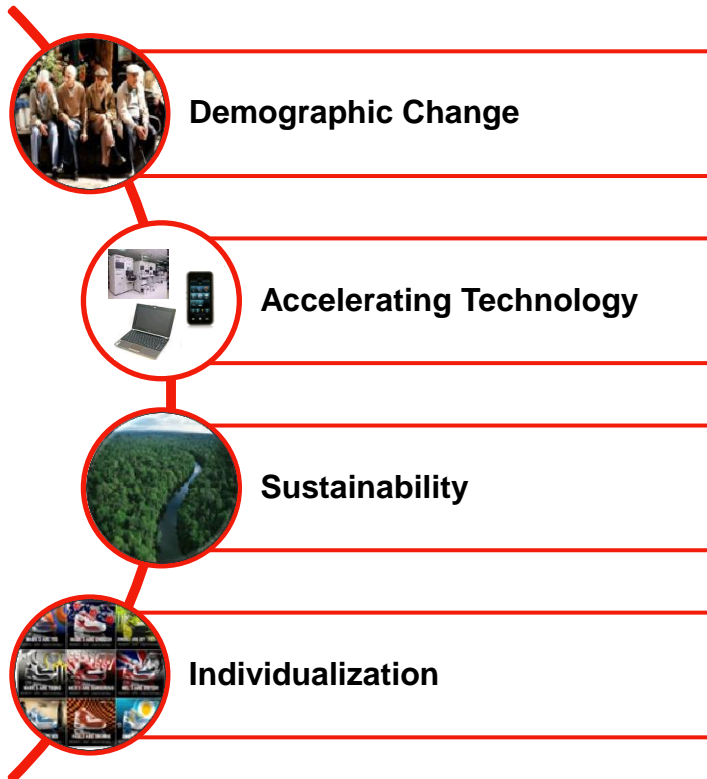 Demographic Change
Accelerating Technology
Sustainability
Individualization